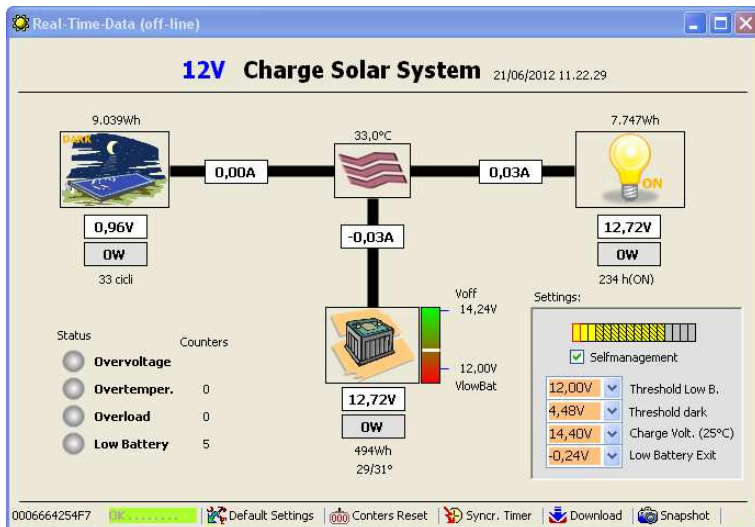 Real-Time-Data (off-line)
12V Charge Solar System 21/06/2012 11.22.29
9.039Wh
DARK
0,00A
33,0°C
0,03A
7.747Wh
ON
0,96V
0W
33 cicli
-0,03A
12,72V
0W
234 h(ON)
Voff
14,24V
12,00V
VlowBat
12,72V
0W
494Wh
29/31°
Status Counters
Overvoltage
Overtemper. 0
Overload 0
Low Battery 5
Settings:
Selfmanagement
12,00V Threshold Low B.
4,48V Threshold dark
14,40V Charge Volt. (25°C)
-0,24V Low Battery Exit
0006664254F7 OK........ Default Settings 000 Conters Reset Syncr. Timer Download Snapshot